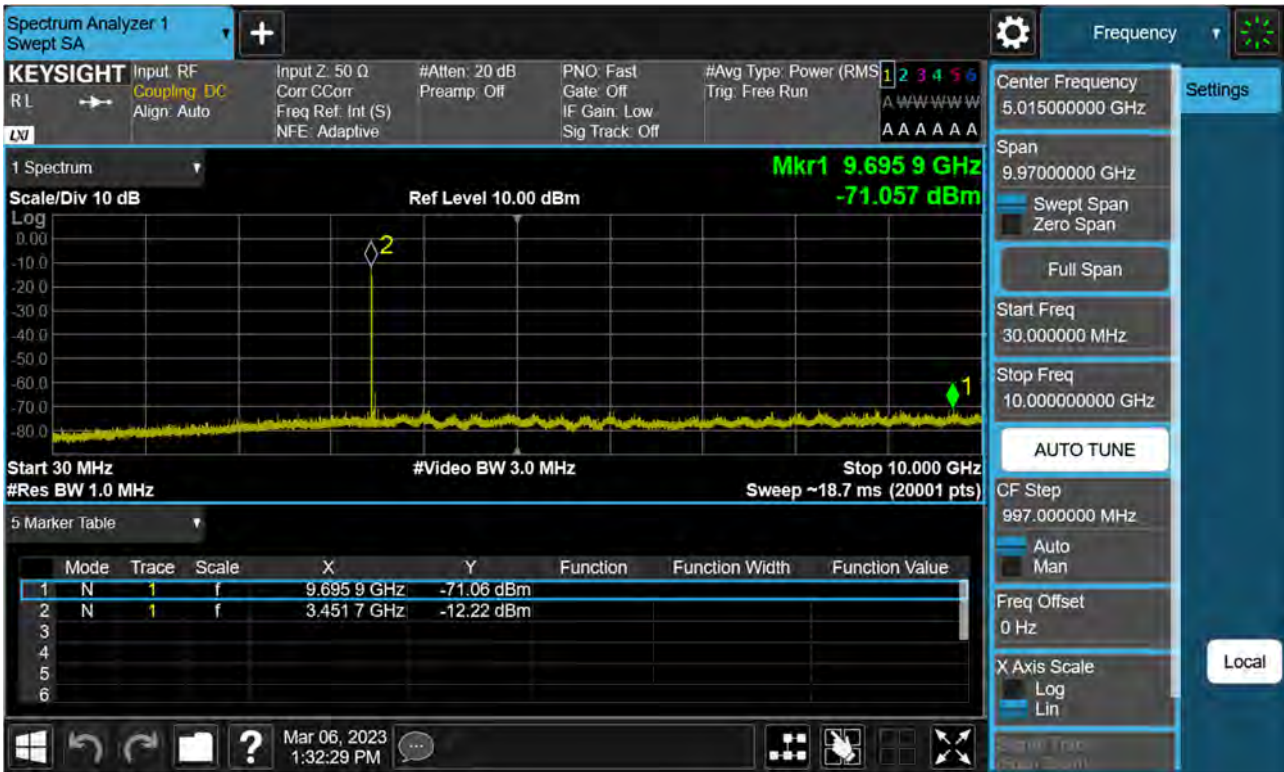 Spectrum Analyzer 1
Swept SA
Frequency
KEYSIGHT
R L
LXI
Input: RF
Coupling: DC
Align: Auto
Input Z: 50 Ω
Corr CCorr
Freq Ref: Int (S)
NFE: Adaptive
#Atten: 20 dB
Preamp: Off
PNO: Fast
Gate: Off
IF Gain: Low
Sig Track: Off
#Avg Type: Power (RMS
Trig: Free Run
1 2 3 4 5 6
A W W W W W
A A A A A A
1 Spectrum
Mkr1 9.695 9 GHz
-71.057 dBm
Scale/Div 10 dB
Ref Level 10.00 dBm
Log
0.00
-10.0
-20.0
-30.0
-40.0
-50.0
-60.0
-70.0
-80.0
2
1
Start 30 MHz
#Video BW 3.0 MHz
Stop 10.000 GHz
#Res BW 1.0 MHz
Sweep ~18.7 ms (20001 pts)
5 Marker Table
Mode Trace Scale X Y Function Function Width Function Value
1 N 1 f 9.695 9 GHz -71.06 dBm
2 N 1 f 3.451 7 GHz -12.22 dBm
3
4
5
6
Center Frequency
5.015000000 GHz
Settings
Span
9.97000000 GHz
Swept Span
Zero Span
Full Span
Start Freq
30.000000 MHz
Stop Freq
10.000000000 GHz
AUTO TUNE
CF Step
997.000000 MHz
Auto
Man
Freq Offset
0 Hz
X Axis Scale
Log
Lin
Local
?
Mar 06, 2023
1:32:29 PM